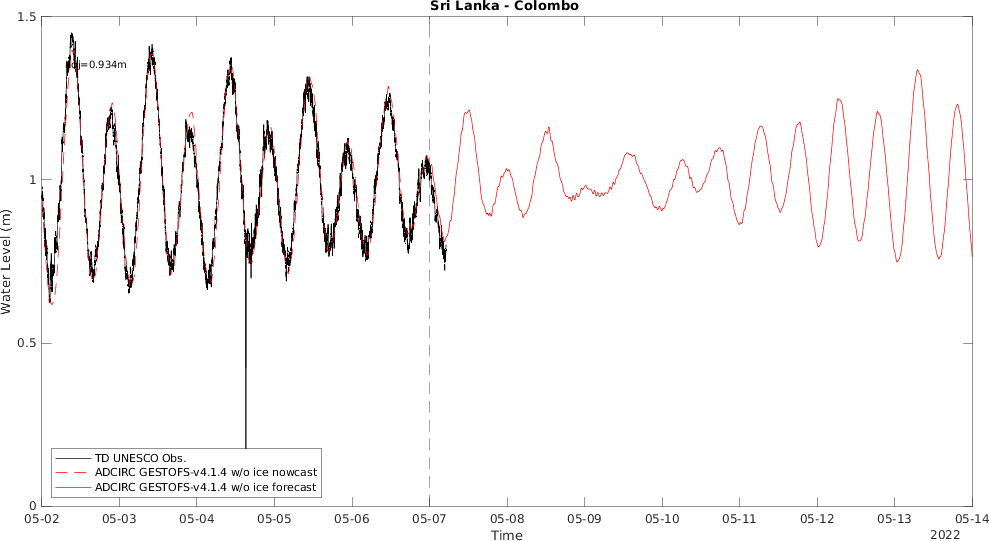 Sri Lanka - Colombo
1.5
1
0.5
0
Water Level (m)
=0.934m
TD UNESCO Obs.
ADCIRC GESTOFS-v4.1.4 w/o ice nowcast
ADCIRC GESTOFS-v4.1.4 w/o ice forecast
05-02 05-03 05-04 05-05 05-06 05-07 05-08 05-09 05-10 05-11 05-12 05-13 05-14
Time
2022